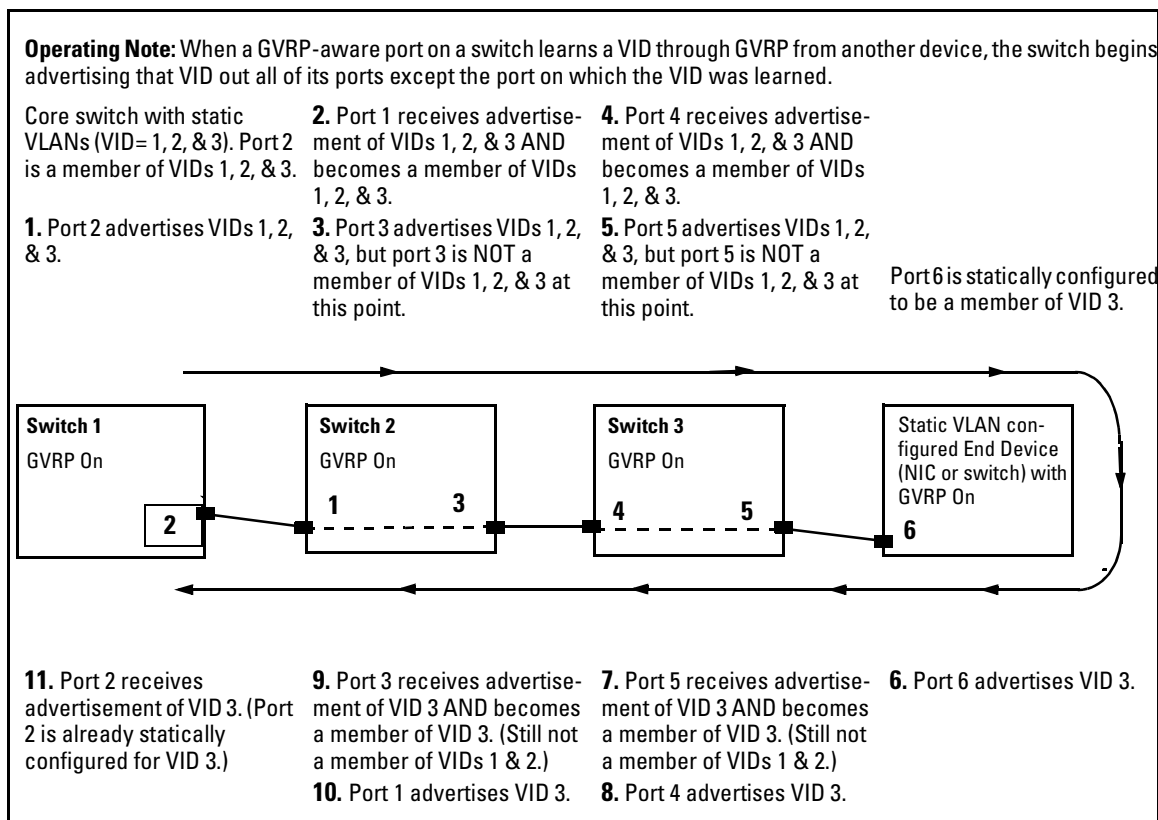 Operating Note: When a GVRP-aware port on a switch learns a VID through GVRP from another device, the switch begins
advertising that VID out all of its ports except the port on which the VID was learned.
Core switch with static
VLANs (VID= 1, 2, & 3). Port 2
is a member of VIDs 1, 2, & 3.
1. Port 2 advertises VIDs 1, 2,
& 3.
2. Port 1 receives advertise-
ment of VIDs 1, 2, & 3 AND
becomes a member of VIDs
1, 2, & 3.
3. Port 3 advertises VIDs 1, 2,
& 3, but port 3 is NOT a
member of VIDs 1, 2, & 3 at
this point.
4. Port 4 receives advertise-
ment of VIDs 1, 2, & 3 AND
becomes a member of VIDs
1, 2, & 3.
5. Port 5 advertises VIDs 1, 2,
& 3, but port 5 is NOT a
member of VIDs 1, 2, & 3 at
this point.
Port 6 is statically configured
to be a member of VID 3.
Switch 1
GVRP On
2
Switch 2
GVRP On
1 3
Switch 3
GVRP On
4 5
Static VLAN con-
figured End Device
(NIC or switch) with
GVRP On
6
11. Port 2 receives
advertisement of VID 3. (Port
2 is already statically
configured for VID 3.)
9. Port 3 receives advertise-
ment of VID 3 AND becomes
a member of VID 3. (Still not
a member of VIDs 1 & 2.)
10. Port 1 advertises VID 3.
7. Port 5 receives advertise-
ment of VID 3 AND becomes
a member of VID 3. (Still not
a member of VIDs 1 & 2.)
8. Port 4 advertises VID 3.
6. Port 6 advertises VID 3.